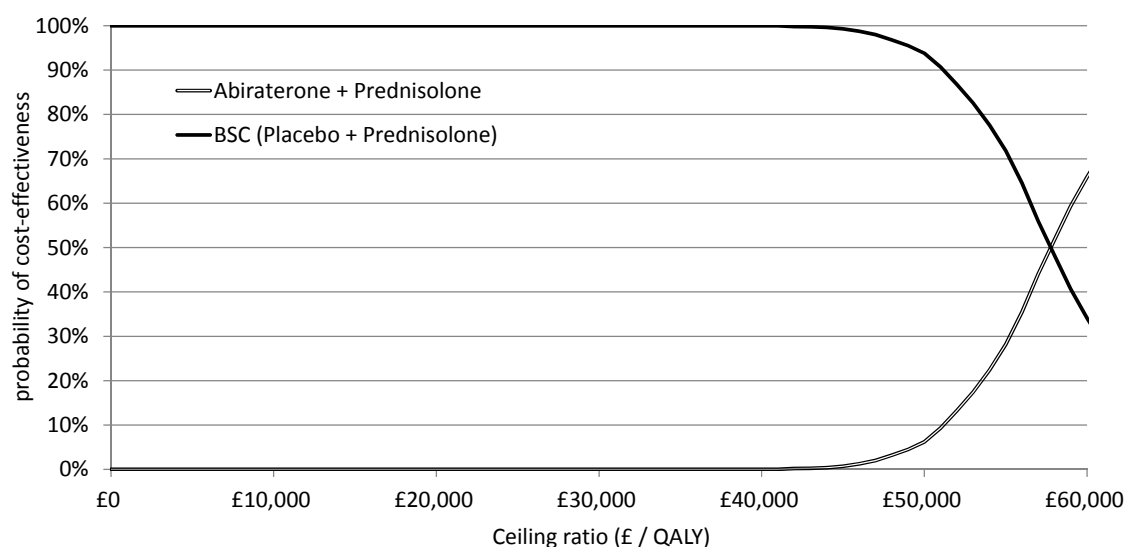 100%
90%
80%
70%
60%
50%
40%
30%
20%
10%
0%
probability of cost-effectiveness
Abiraterone + Prednisolone
BSC (Placebo + Prednisolone)
£0 £10,000 £20,000 £30,000 £40,000 £50,000 £60,000
Ceiling ratio (£ / QALY)